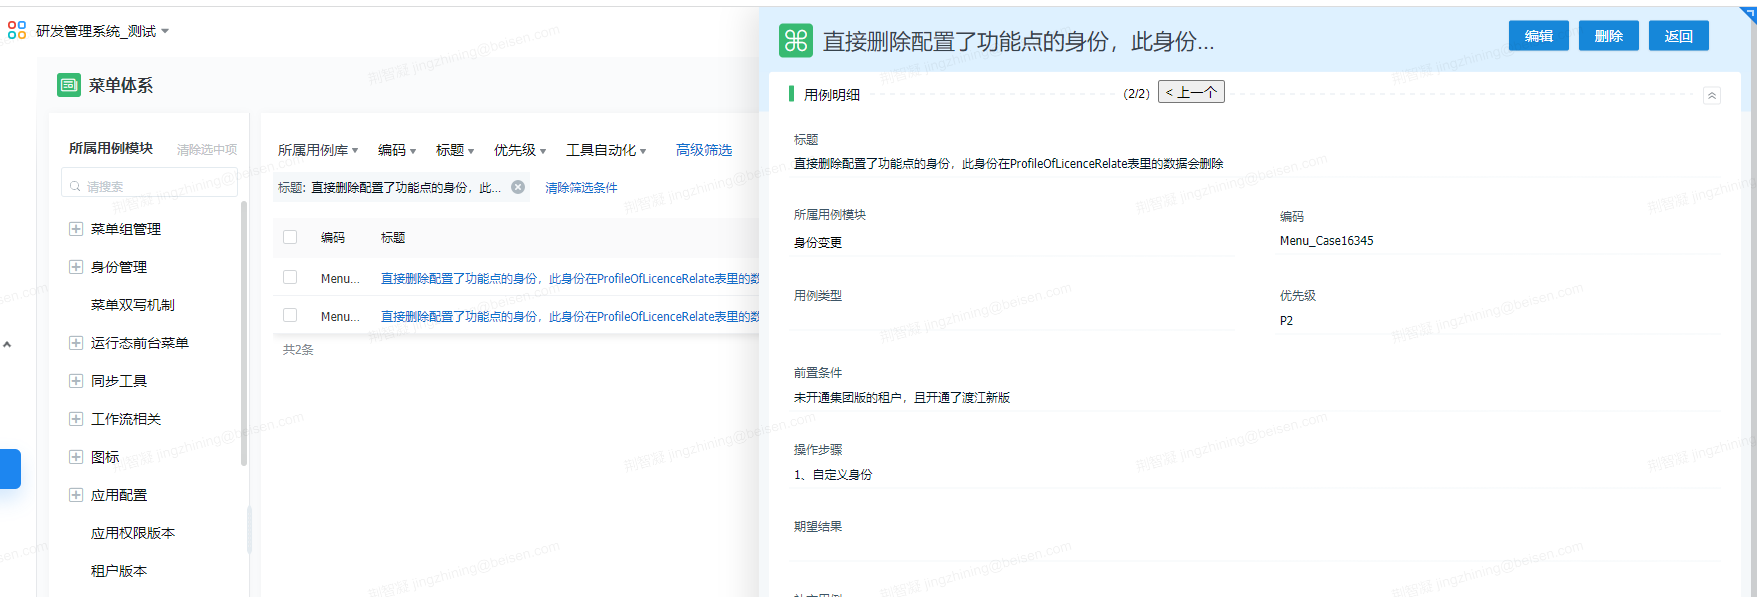 研发管理系统_测试
菜单体系
所属用例模块
清除选中项
请搜索
菜单组管理
身份管理
菜单双写机制
运行态前台菜单
同步工具
工作流相关
图标
应用配置
应用权限版本
租户版本
所属用例库
编码
标题
优先级
工具自动化
高级筛选
标题: 直接删除配置了功能点的身份，此...
清除筛选条件
编码
标题
Menu...
直接删除配置了功能点的身份，此身份在ProfileOfLicenceRelate表里的数
Menu...
直接删除配置了功能点的身份，此身份在ProfileOfLicenceRelate表里的数
共2条
直接删除配置了功能点的身份，此身份...
编辑
删除
返回
用例明细
(2/2)
< 上一个
标题
直接删除配置了功能点的身份，此身份在ProfileOfLicenceRelate表里的数据会删除
所属用例模块
身份变更
编码
Menu_Case16345
用例类型
优先级
P2
前置条件
未开通集团版的租户，且开通了渡江新版
操作步骤
1、自定义身份
期望结果
荆智凝 jingzhining@beisen.com